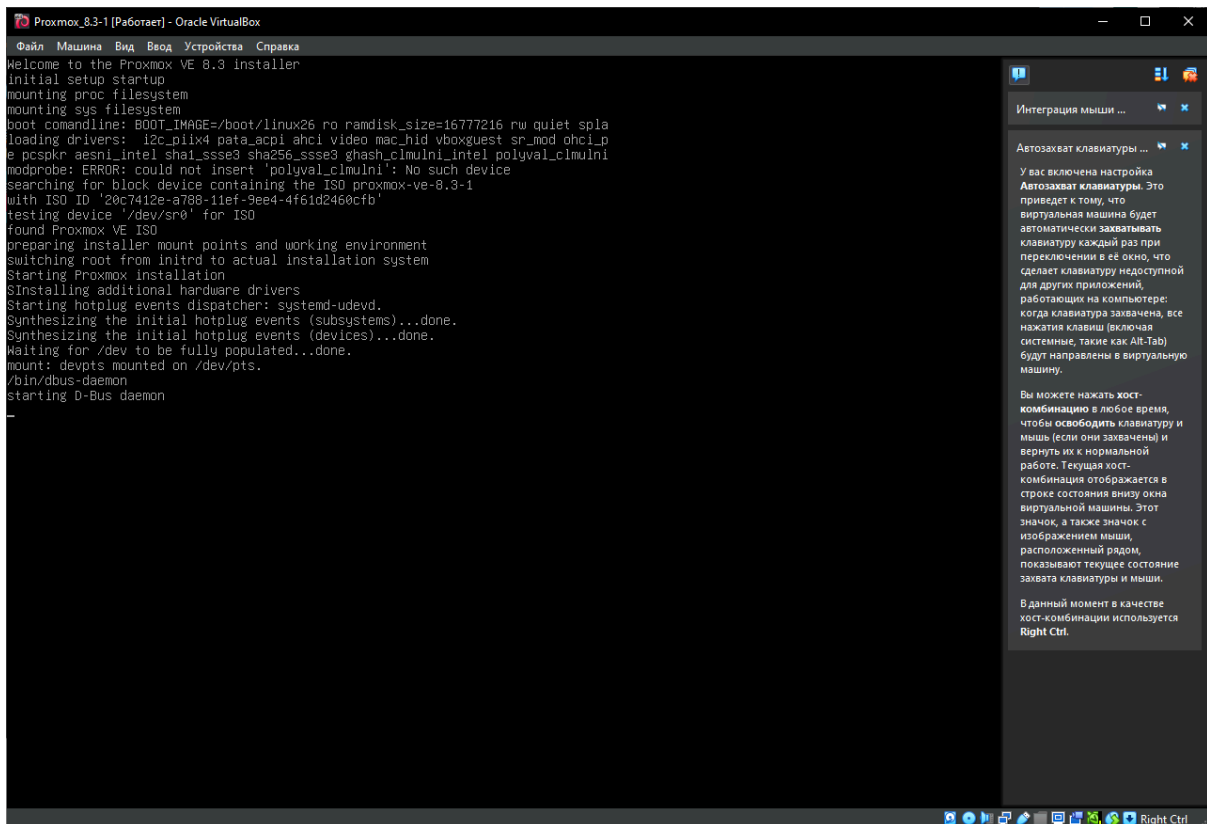 Proxmox_8.3-1 [Работает] - Oracle VirtualBox
Файл Машина Вид Ввод Устройства Справка
Welcome to the Proxmox VE 8.3 installer
initial setup startup
mounting proc filesystem
mounting sys filesystem
boot comandline: BOOT_IMAGE=/boot/linux26 ro ramdisk_size=16777216 rw quiet spla
loading drivers:  i2c_piix4 pata_acpi ahci video mac_hid vboxguest sr_mod ohci_p
e pcspkr aesni_intel sha1_ssse3 sha256_ssse3 ghash_clmulni_intel polyval_clmulni
modprobe: ERROR: could not insert 'polyval_clmulni': No such device
searching for block device containing the ISO proxmox-ve-8.3-1
with ISO ID '20c7412e-a788-11ef-9ee4-4f61d2460cfb'
testing device '/dev/sr0' for ISO
found Proxmox VE ISO
preparing installer mount points and working environment
switching root from initrd to actual installation system
Starting Proxmox installation
SInstalling additional hardware drivers
Starting hotplug events dispatcher: systemd-udevd.
Synthesizing the initial hotplug events (subsystems)...done.
Synthesizing the initial hotplug events (devices)...done.
Waiting for /dev to be fully populated...done.
mount: devpts mounted on /dev/pts.
/bin/dbus-daemon
starting D-Bus daemon
Интеграция мыши ...
Автозахват клавиатуры ...
У вас включена настройка
Автозахват клавиатуры. Это
приведет к тому, что
виртуальная машина будет
автоматически захватывать
клавиатуру каждый раз при
переключении в её окно, что
сделает клавиатуру недоступной
для других приложений,
работающих на компьютере:
когда клавиатура захвачена, все
нажатия клавиш (включая
системные, такие как Alt-Tab)
будут направлены в виртуальную
машину.
Вы можете нажать хост-
комбинацию в любое время,
чтобы освободить клавиатуру и
мышь (если они захвачены) и
вернуть их к нормальной
работе. Текущая хост-
комбинация отображается в
строке состояния внизу окна
виртуальной машины. Этот
значок, а также значок с
изображением мыши,
расположенный рядом,
показывают текущее состояние
захвата клавиатуры и мыши.
В данный момент в качестве
хост-комбинации используется
Right Ctrl.
Right Ctrl